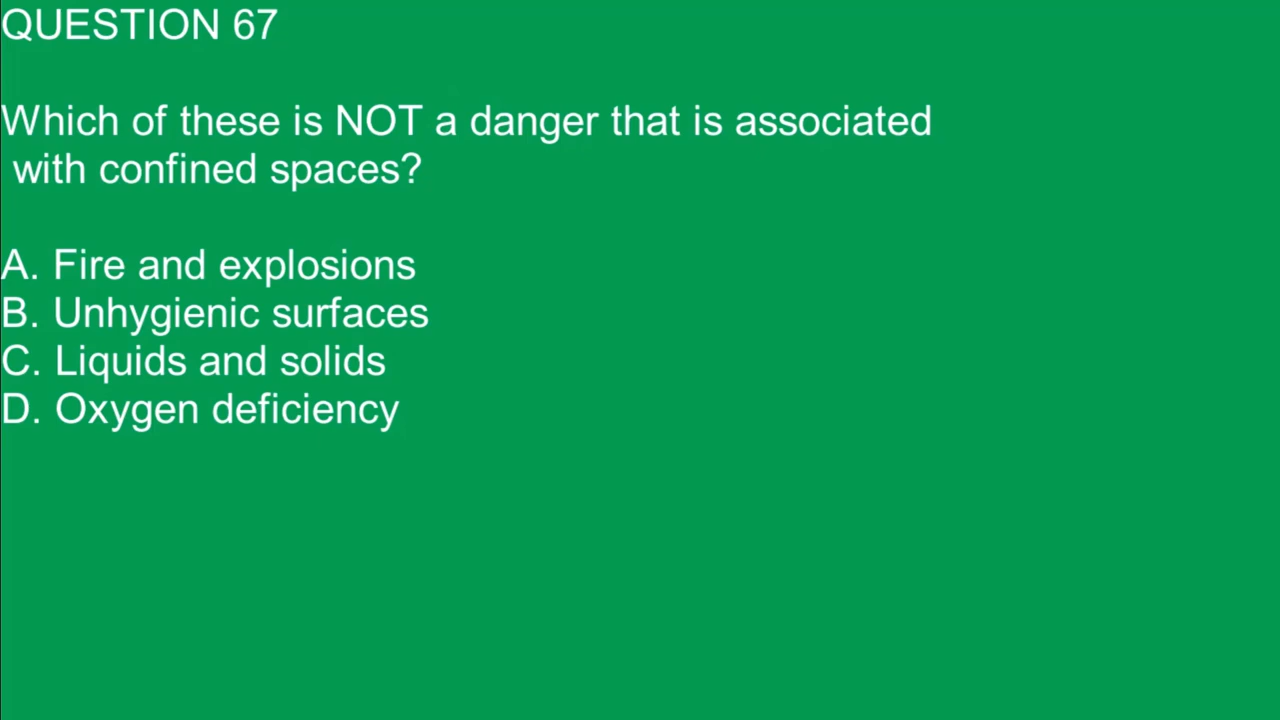 QUESTION 67
Which of these is NOT a danger that is associated
with confined spaces?
A. Fire and explosions
B. Unhygienic surfaces
C. Liquids and solids
D. Oxygen deficiency